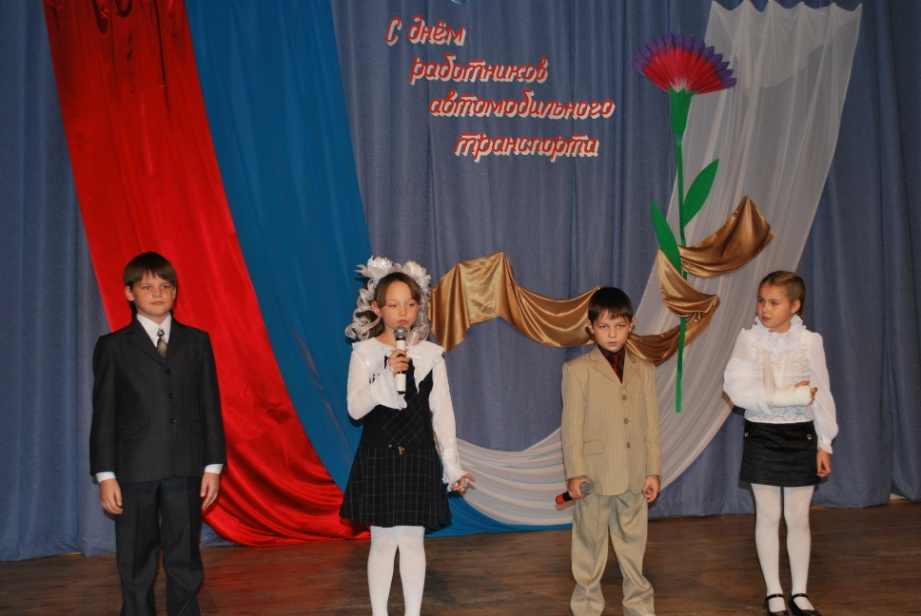 С днём
работников
автомобильного
транспорта